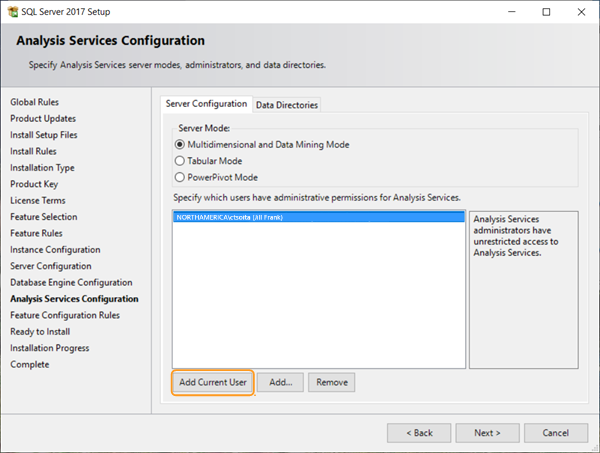 SQL Server 2017 Setup
Analysis Services Configuration
Specify Analysis Services server modes, administrators, and data directories.
Global Rules
Product Updates
Install Setup Files
Install Rules
Installation Type
Product Key
License Terms
Feature Selection
Feature Rules
Instance Configuration
Server Configuration
Database Engine Configuration
Analysis Services Configuration
Feature Configuration Rules
Ready to Install
Installation Progress
Complete
Server Configuration
Data Directories
Server Mode:
Multidimensional and Data Mining Mode
Tabular Mode
PowerPivot Mode
Specify which users have administrative permissions for Analysis Services.
NORTHAMERICA\ctsoita (Jill Frank)
Analysis Services
administrators have
unrestricted access to
Analysis Services.
Add Current User
Add...
Remove
< Back
Next >
Cancel